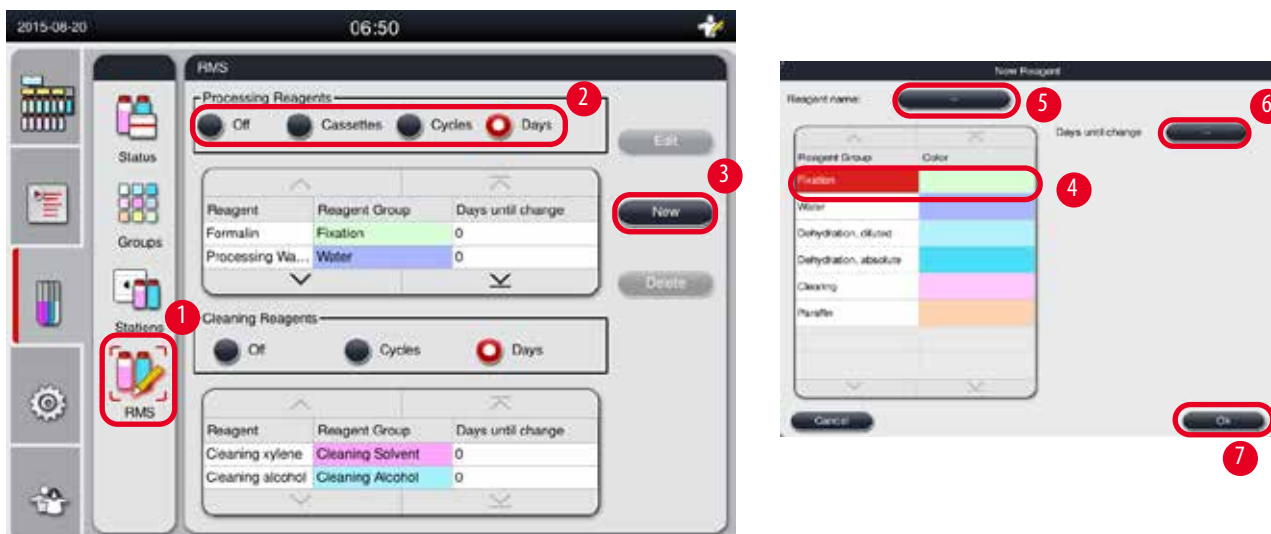 2015-08-20 06:50
RMS
Processing Reagents
2
Off Cassettes Cycles Days
Edit
Status
3
Reagent Reagent Group Days until change
New
Formalin Fixation 0
Groups
Processing Wa... Water 0
Delete
1
Stations
Cleaning Reagents
Off Cycles Days
RMS
Reagent Reagent Group Days until change
Cleaning xylene Cleaning Solvent 0
Cleaning alcohol Cleaning Alcohol 0
New Reagent
Reagent name: -- 5
Days until change -- 6
Reagent Group Color
Fixation
4
Water
Dehydration, diluted
Dehydration, absolute
Clearing
Paraffin
Cancel Ok
7